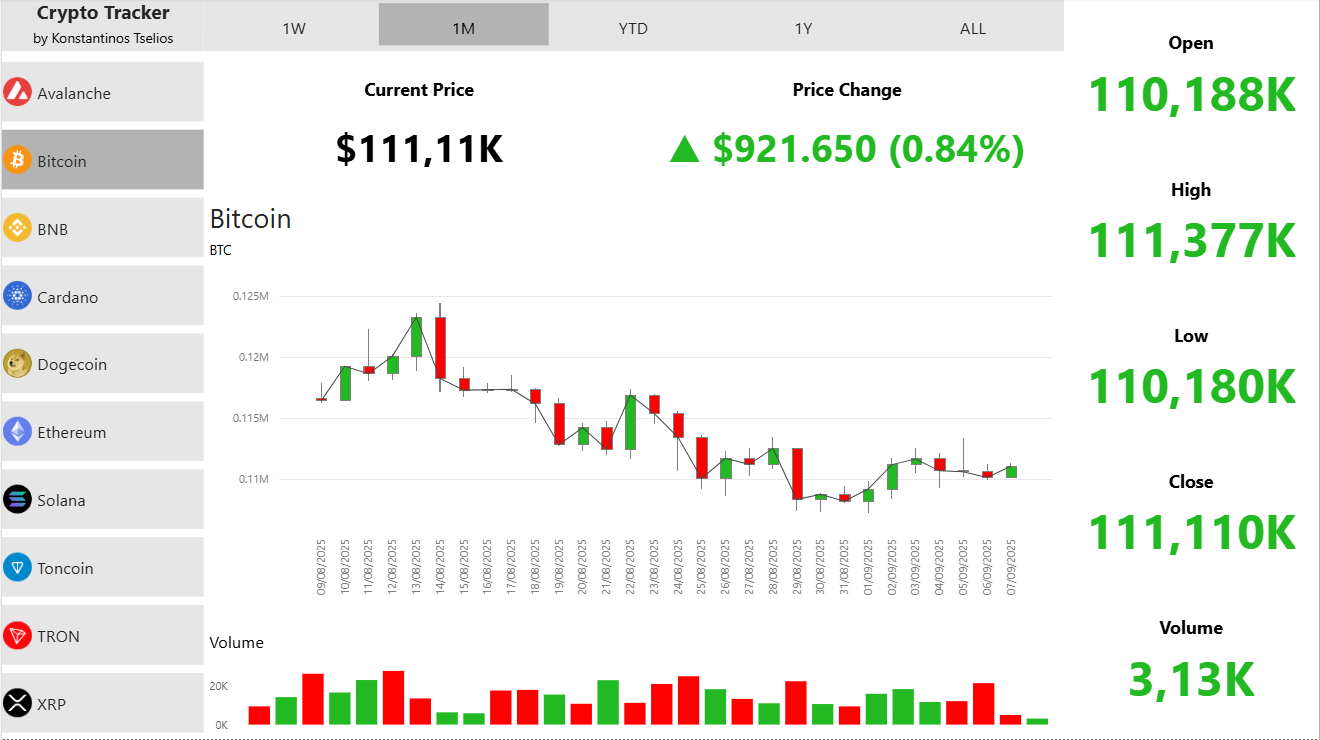 Crypto Tracker
by Konstantinos Tselios
1W 1M YTD 1Y ALL
Avalanche
Bitcoin
BNB
Cardano
Dogecoin
Ethereum
Solana
Toncoin
TRON
XRP
Current Price
$111,11K
Price Change
▲ $921.650 (0.84%)
Bitcoin
BTC
0.125M
0.12M
0.115M
0.11M
09/08/2025
10/08/2025
11/08/2025
12/08/2025
13/08/2025
14/08/2025
15/08/2025
16/08/2025
17/08/2025
18/08/2025
19/08/2025
20/08/2025
21/08/2025
22/08/2025
23/08/2025
24/08/2025
25/08/2025
26/08/2025
27/08/2025
28/08/2025
29/08/2025
30/08/2025
31/08/2025
01/09/2025
02/09/2025
03/09/2025
04/09/2025
05/09/2025
06/09/2025
07/09/2025
Volume
20K
0K
Open
110,188K
High
111,377K
Low
110,180K
Close
111,110K
Volume
3,13K